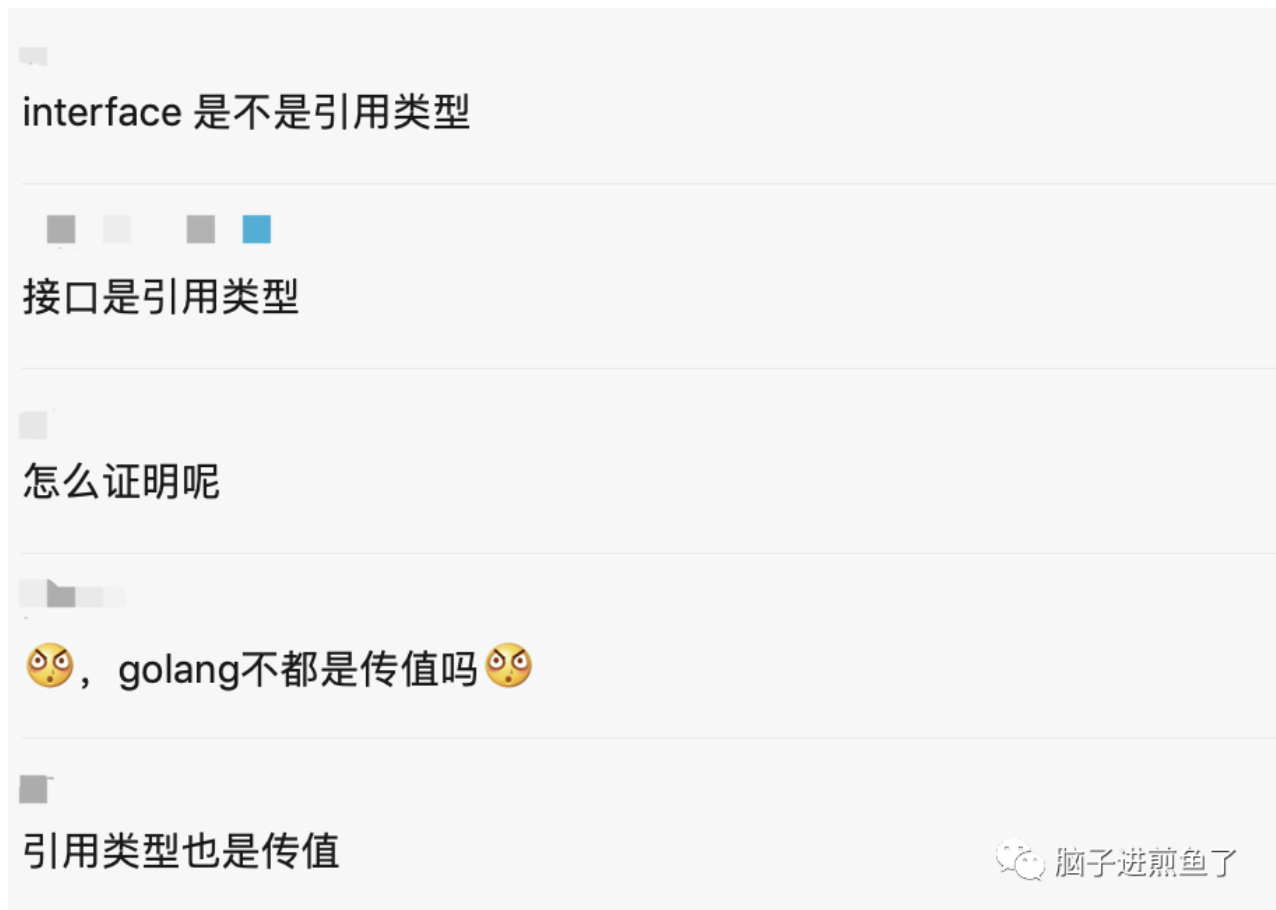 interface 是不是引用类型
接口是引用类型
怎么证明呢
，golang不都是传值吗
引用类型也是传值
脑子进煎鱼了